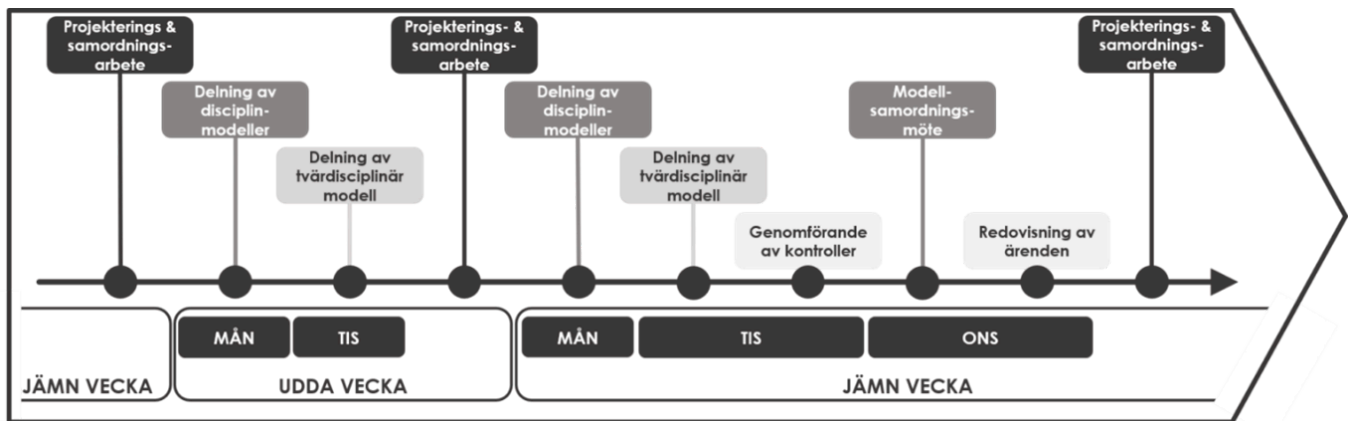 Projekterings &
samordnings-
arbete
Delning av
disciplin-
modeller
Delning av
tvärdisciplinär
modell
Projekterings- &
samordnings-
arbete
Delning av
disciplin-
modeller
Delning av
tvärdisciplinär
modell
Genomförande
av kontroller
Modell-
samordnings-
möte
Redovisning av
ärenden
Projekterings- &
samordnings-
arbete
MÅN
TIS
MÅN
TIS
ONS
JÄMN VECKA
UDDA VECKA
JÄMN VECKA